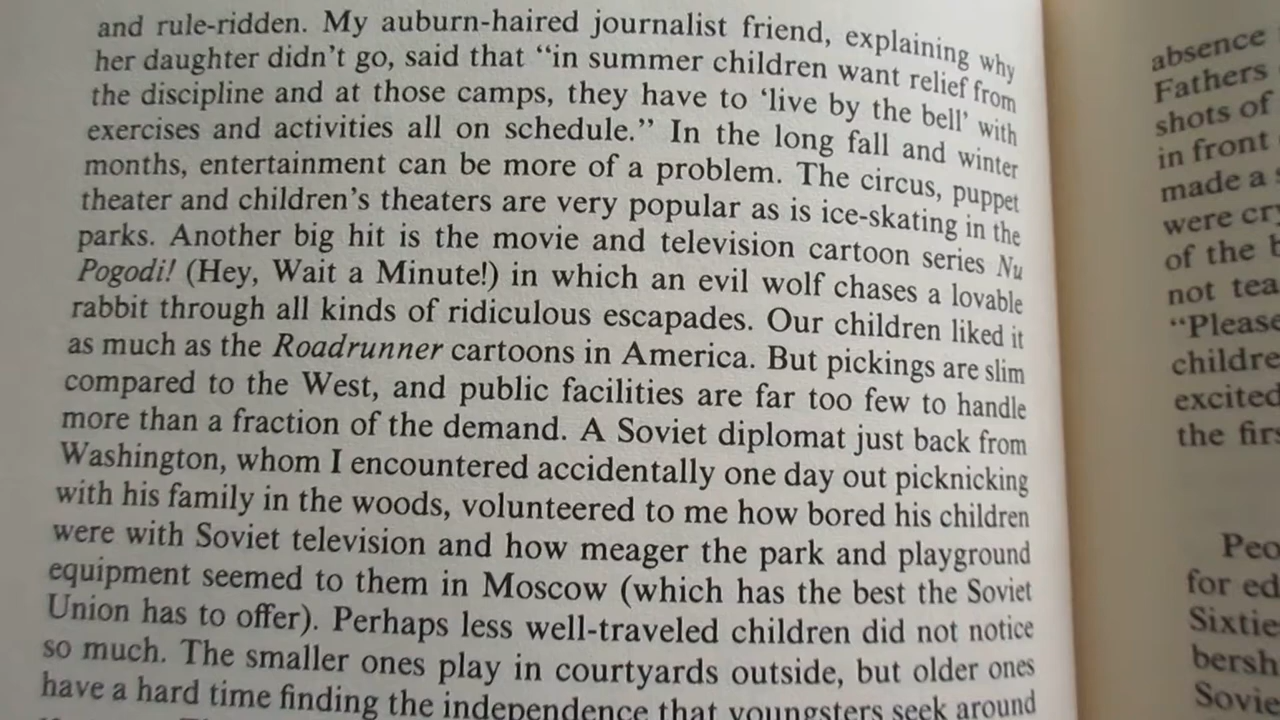 and rule-ridden. My auburn-haired journalist friend, explaining why
her daughter didn't go, said that “in summer children want relief from
the discipline and at those camps, they have to ‘live by the bell’ with
exercises and activities all on schedule.” In the long fall and winter
months, entertainment can be more of a problem. The circus, puppet
theater and children's theaters are very popular as is ice-skating in the
parks. Another big hit is the movie and television cartoon series Nu
Pogodi! (Hey, Wait a Minute!) in which an evil wolf chases a lovable
rabbit through all kinds of ridiculous escapades. Our children liked it
as much as the Roadrunner cartoons in America. But pickings are slim
compared to the West, and public facilities are far too few to handle
more than a fraction of the demand. A Soviet diplomat just back from
Washington, whom I encountered accidentally one day out picknicking
with his family in the woods, volunteered to me how bored his children
were with Soviet television and how meager the park and playground
equipment seemed to them in Moscow (which has the best the Soviet
Union has to offer). Perhaps less well-traveled children did not notice
so much. The smaller ones play in courtyards outside, but older ones
have a hard time finding the independence that youngsters seek around
absence
Fathers
shots of
in front
made a
were
of the
not
“Please
excited
the
for